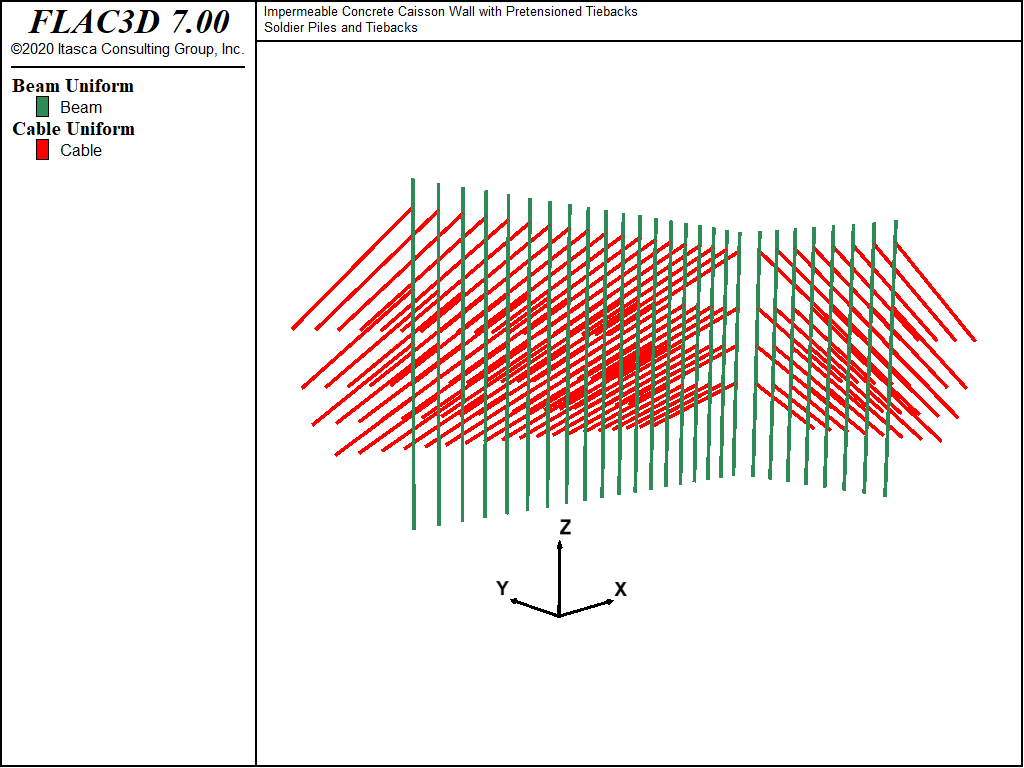 FLAC3D 7.00
©2020 Itasca Consulting Group, Inc.
Beam Uniform
Beam
Cable Uniform
Cable
Impermeable Concrete Caisson Wall with Pretensioned Tiebacks
Soldier Piles and Tiebacks
Z
Y
X